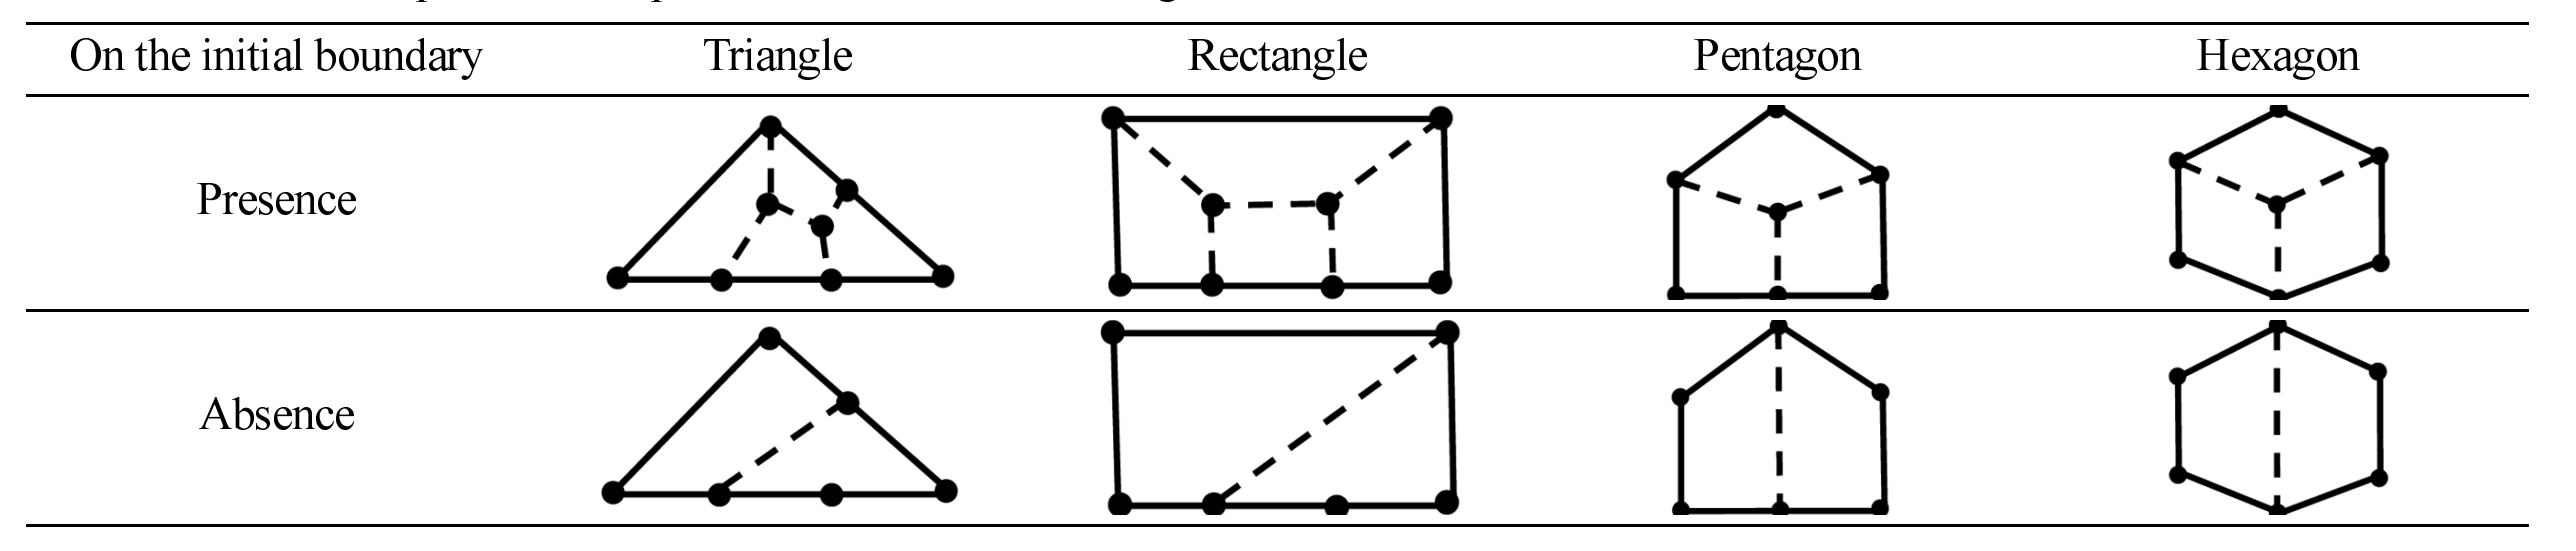 On the initial boundary Triangle Rectangle Pentagon Hexagon
Presence
Absence